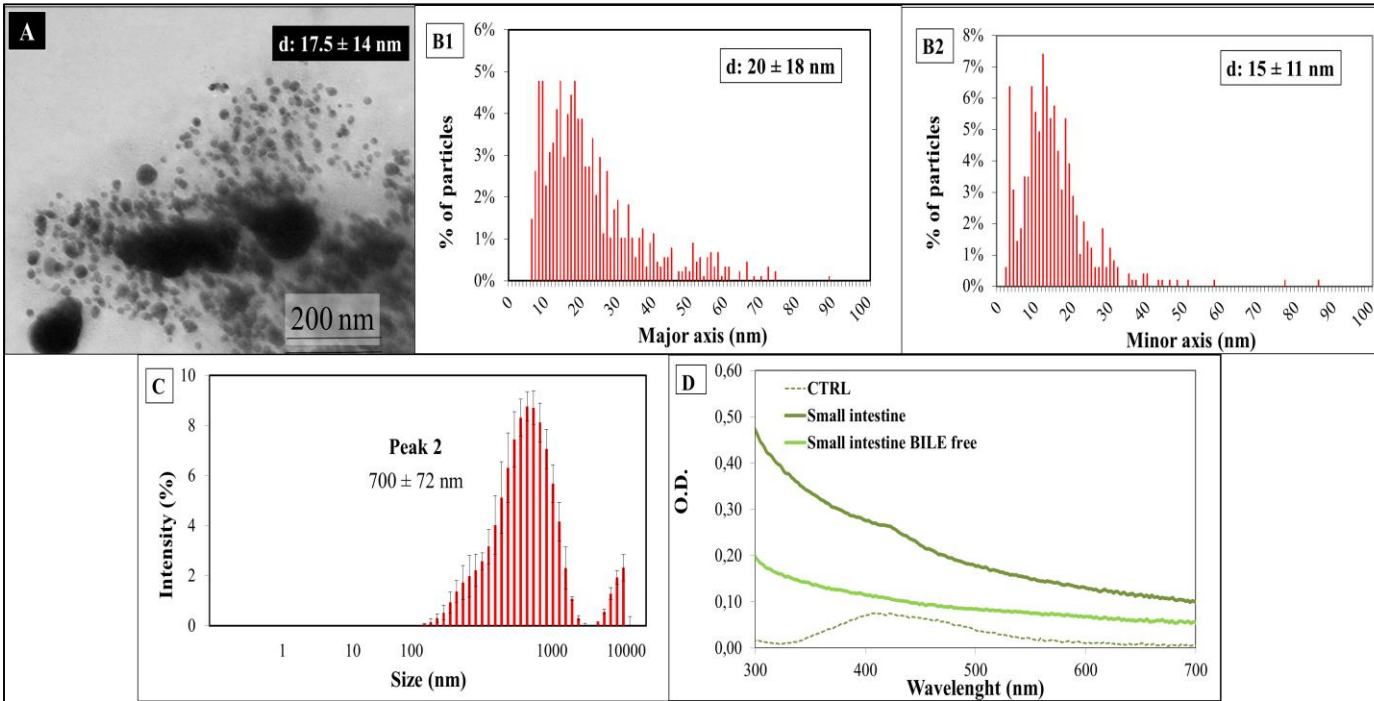 A
d: 17.5 ± 14 nm
200 nm
B1
d: 20 ± 18 nm
% of particles
6%
5%
4%
3%
2%
1%
0%
0 10 20 30 40 50 60 70 80 90 100
Major axis (nm)
B2
d: 15 ± 11 nm
% of particles
8%
7%
6%
5%
4%
3%
2%
1%
0%
0 10 20 30 40 50 60 70 80 90 100
Minor axis (nm)
C
Peak 2
700 ± 72 nm
Intensity (%)
10
8
6
4
2
0
1 10 100 1000 10000
Size (nm)
D
CTRL
Small intestine
Small intestine BILE free
O.D.
0,60
0,50
0,40
0,30
0,20
0,10
0,00
300 400 500 600 700
Wavelenght (nm)